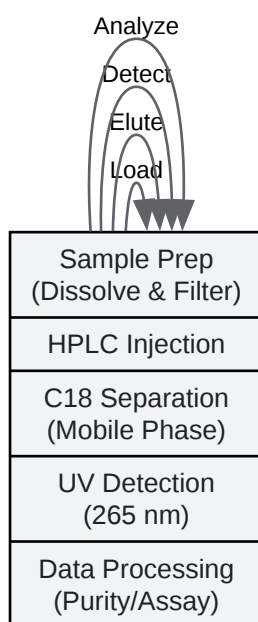 Analyze
Detect
Elute
Load
Sample Prep
(Dissolve & Filter)
HPLC Injection
C18 Separation
(Mobile Phase)
UV Detection
(265 nm)
Data Processing
(Purity/Assay)